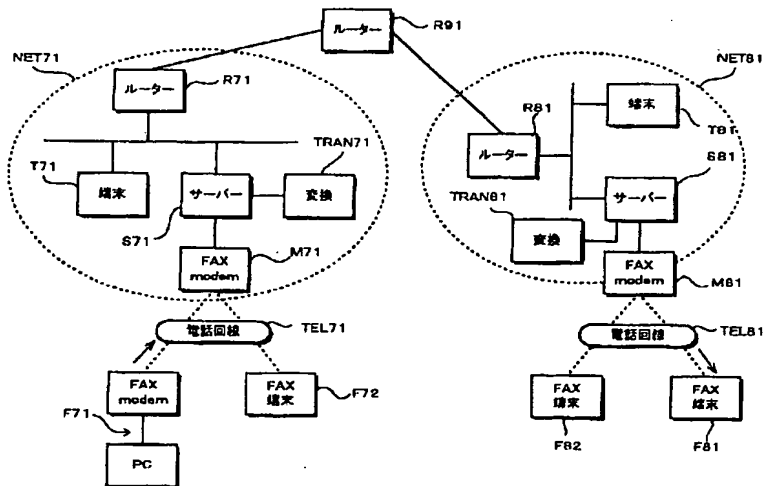 ルーター
R91
NET71
NET81
ルーター
R71
R81
端末
T81
ルーター
S81
T71
端末
サーバー
TRAN71
変換
サーバー
TRAN81
変換
S71
FAX
modem
M71
FAX
modem
M81
電話回線
TEL71
電話回線
TEL81
FAX
modem
FAX
端末
F72
FAX
端末
FAX
端末
F71
F82
F81
PC